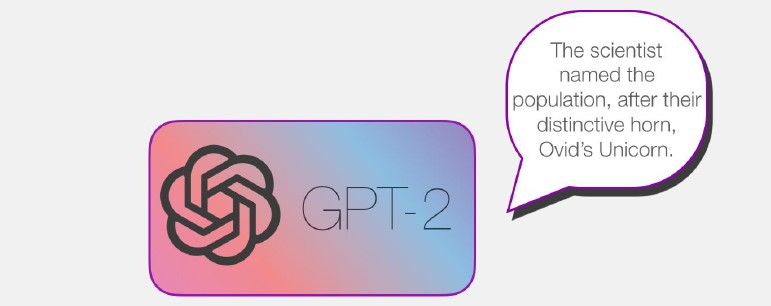 The scientist
named the
population, after their
distinctive horn,
Ovid's Unicorn.
GPT-2